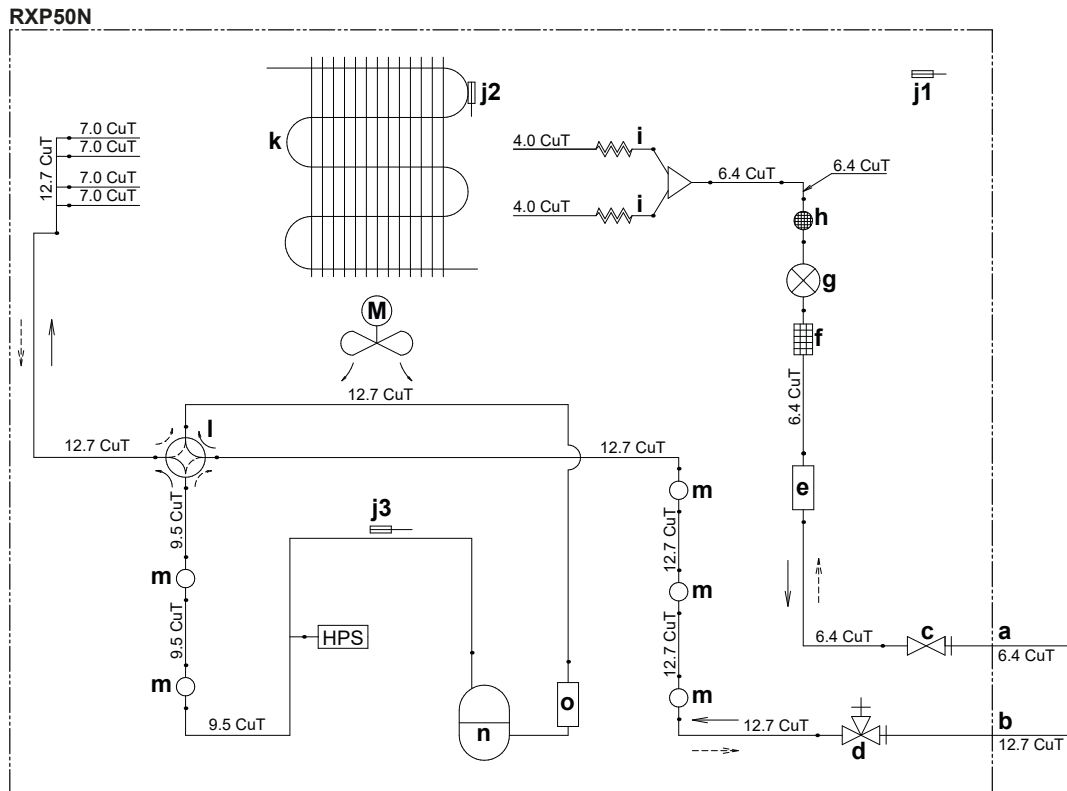 RXP50N
j1
j2
k
7.0 CuT
7.0 CuT
7.0 CuT
7.0 CuT
12.7 CuT
4.0 CuT
i
6.4 CuT
6.4 CuT
4.0 CuT
i
h
g
f
6.4 CuT
M
12.7 CuT
l
12.7 CuT
12.7 CuT
9.5 CuT
j3
m
e
12.7 CuT
m
m
9.5 CuT
HPS
12.7 CuT
6.4 CuT
c
a
6.4 CuT
m
m
9.5 CuT
n
o
12.7 CuT
d
b
12.7 CuT